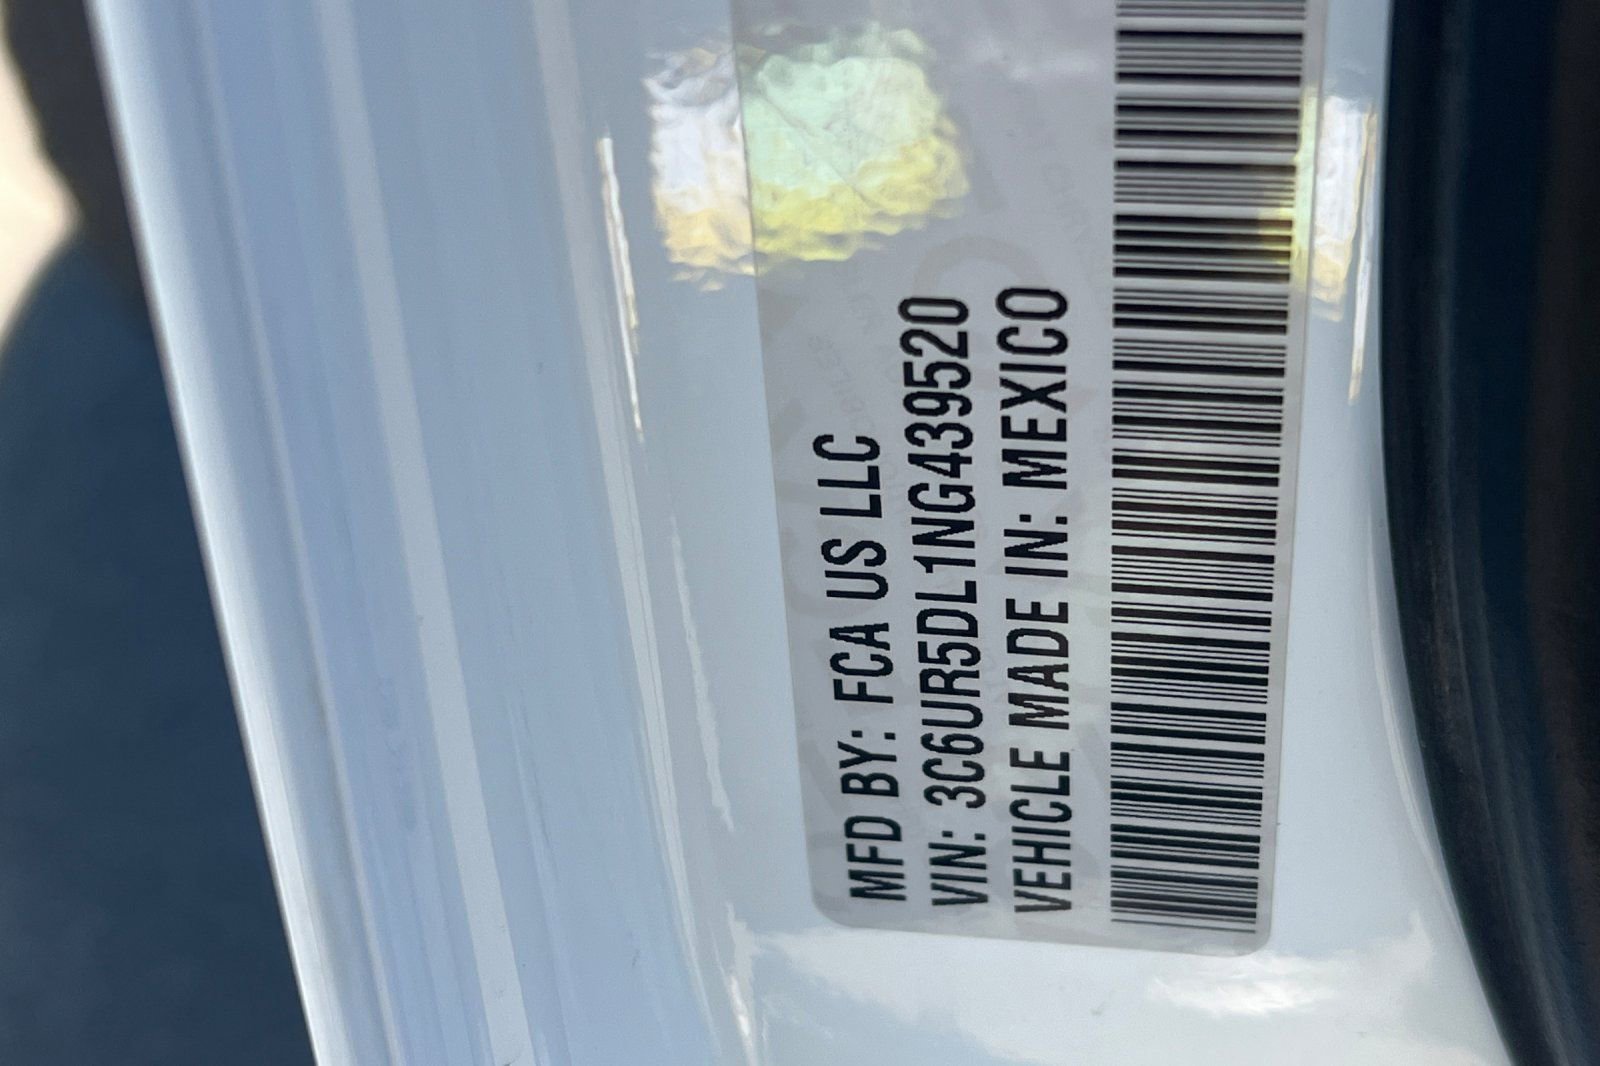 MFD BY: FCA US LLC
VIN: 3C6UR5DL1NG439520
VEHICLE MADE IN: MEXICO